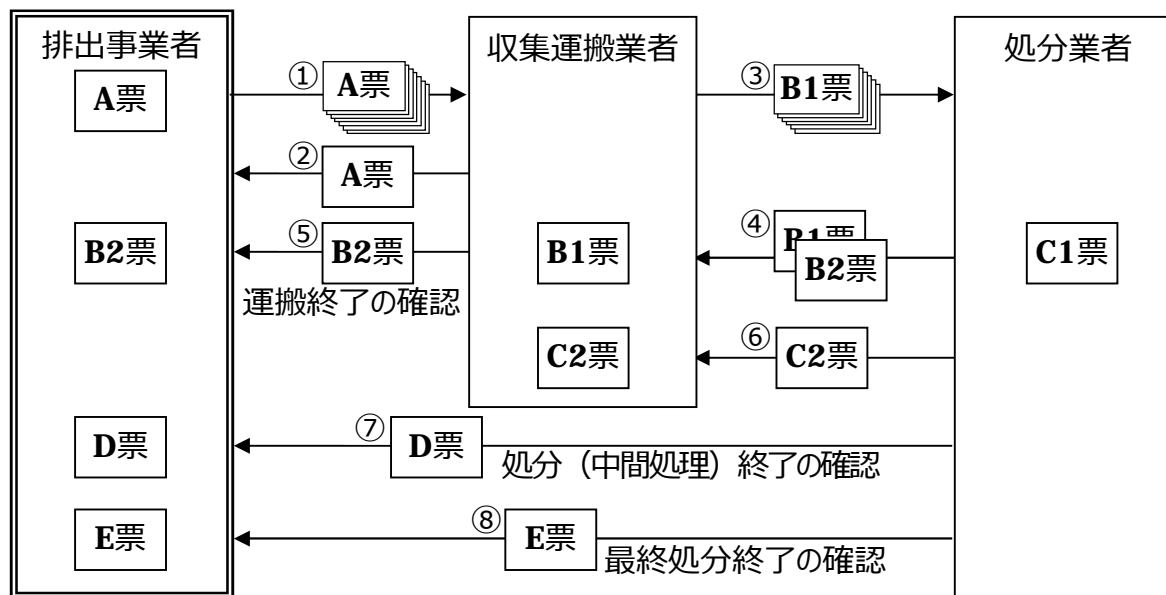 排出事業者
収集運搬業者
処分業者
A票
①
A票
③
B1票
②
A票
B2票
⑤
B2票
運搬終了の確認
B1票
④
B1票
B2票
C1票
C2票
⑥
C2票
D票
⑦
D票
処分（中間処理）終了の確認
E票
⑧
E票
最終処分終了の確認